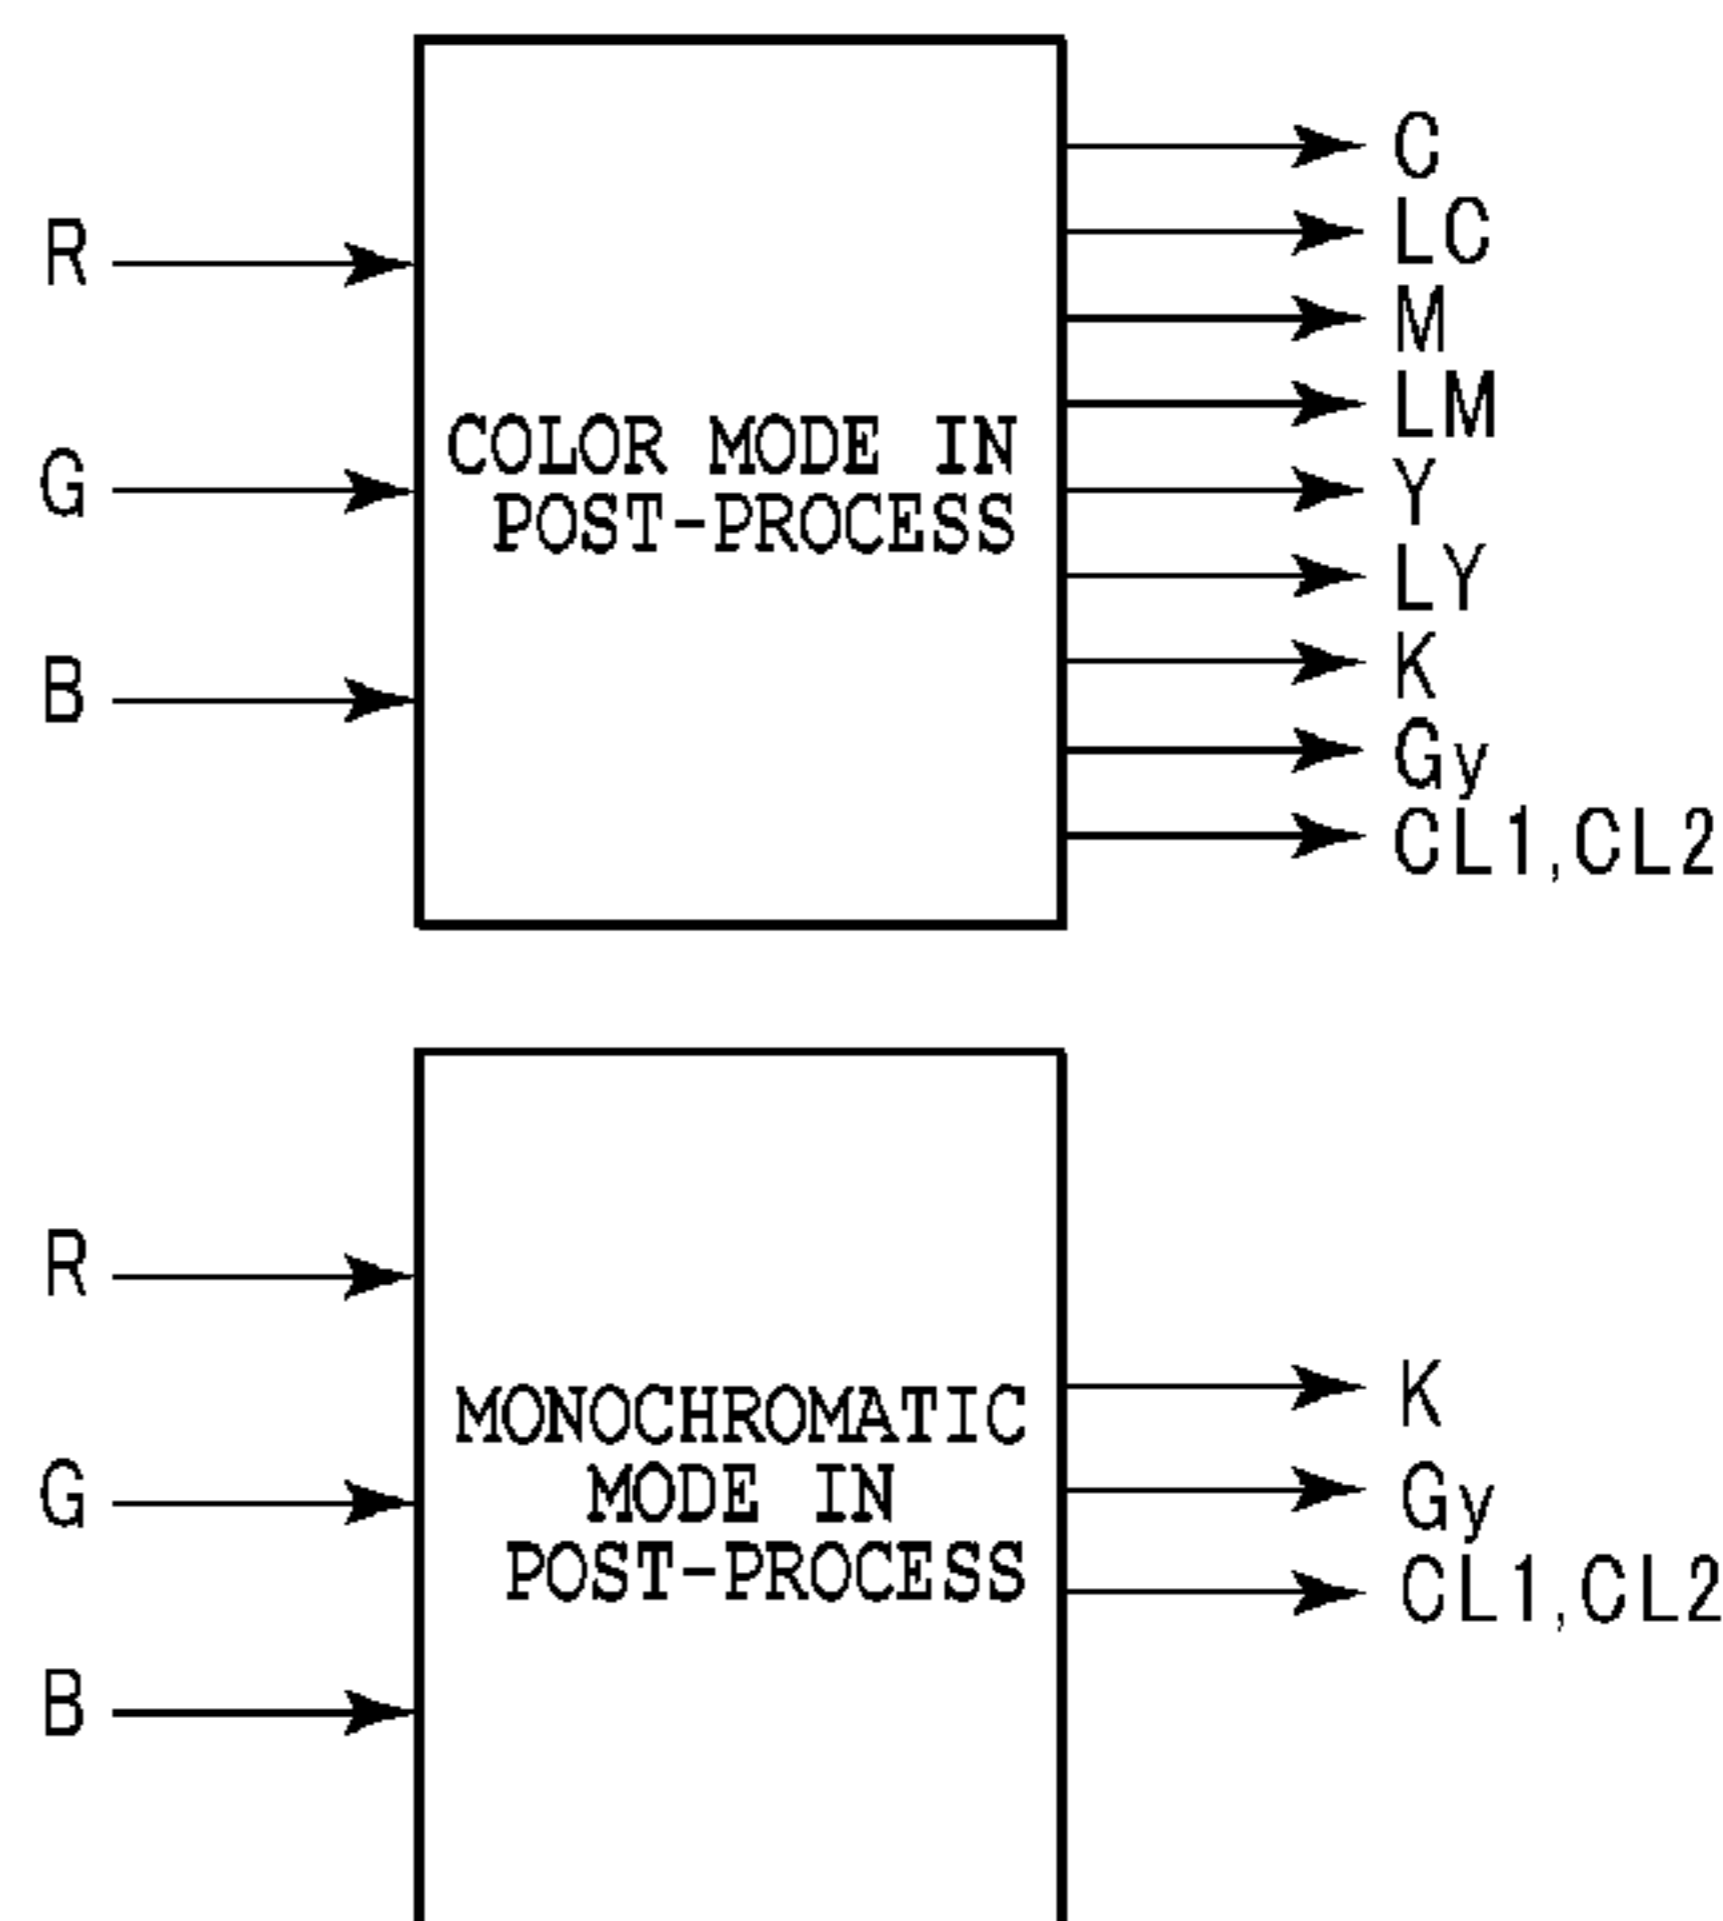 R
G
B
COLOR MODE IN
POST-PROCESS
C
LC
M
LM
Y
LY
K
Gy
CL1,CL2
R
G
B
MONOCHROMATIC
MODE IN
POST-PROCESS
K
Gy
CL1,CL2